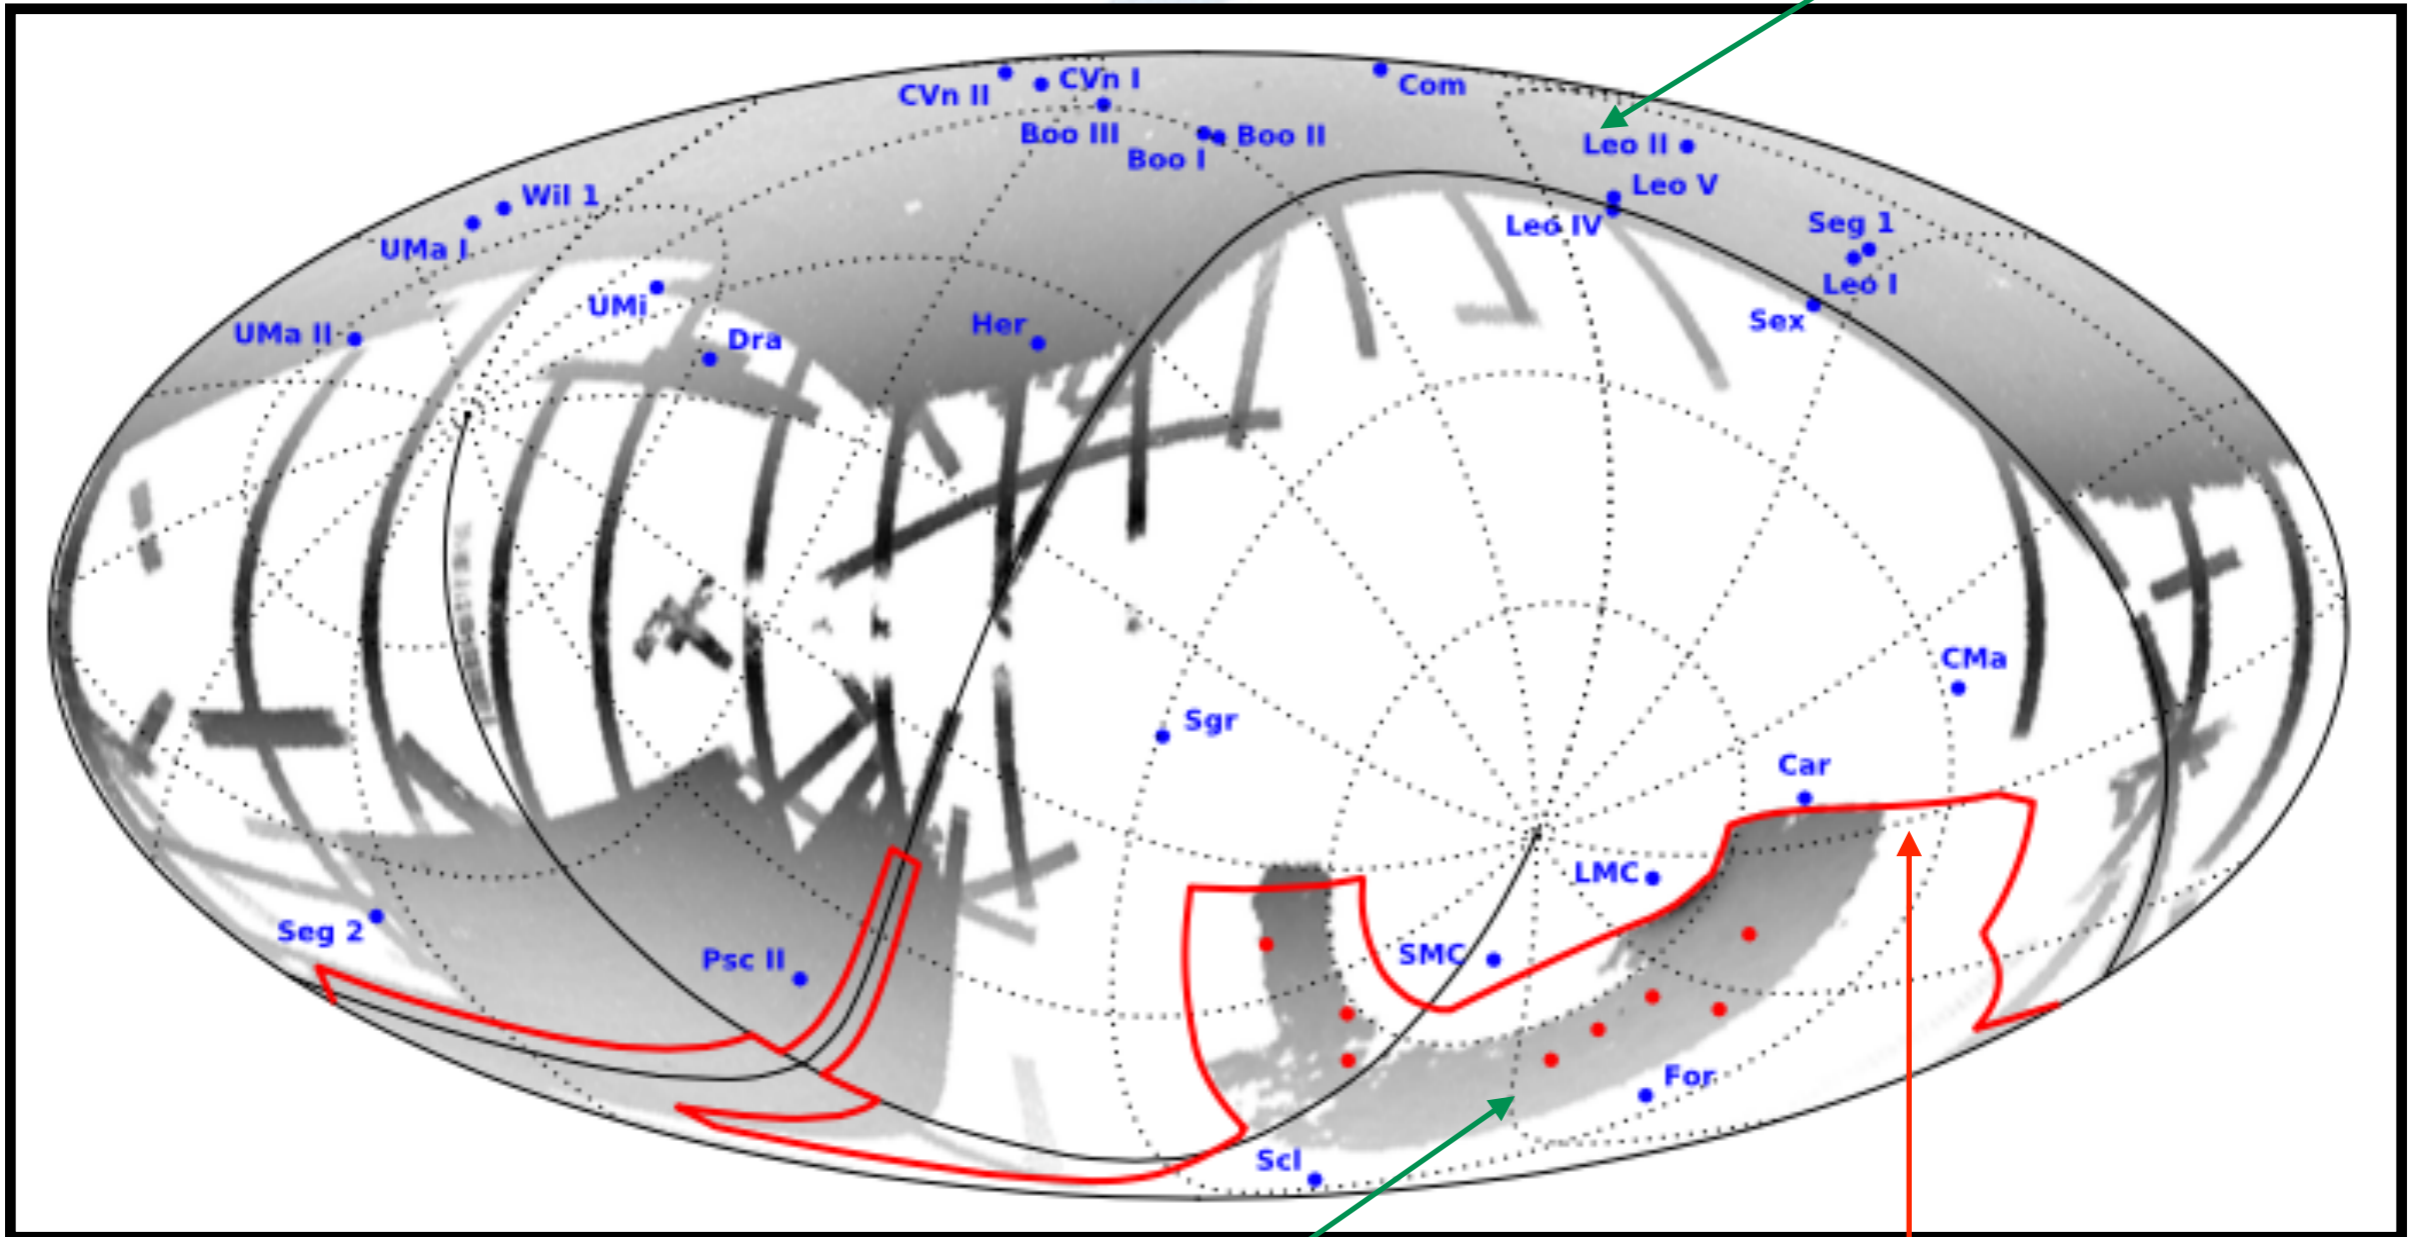 CVn II
CVn I
Com
Boo III
Boo I
Boo II
Leo II
Wil 1
Leo V
UMa I
Leo IV
Seg 1
UMi
Leo I
UMa II
Dra
Her
Sex
CMa
Sgr
Car
LMC
Seg 2
Psc II
SMC
For
Scl